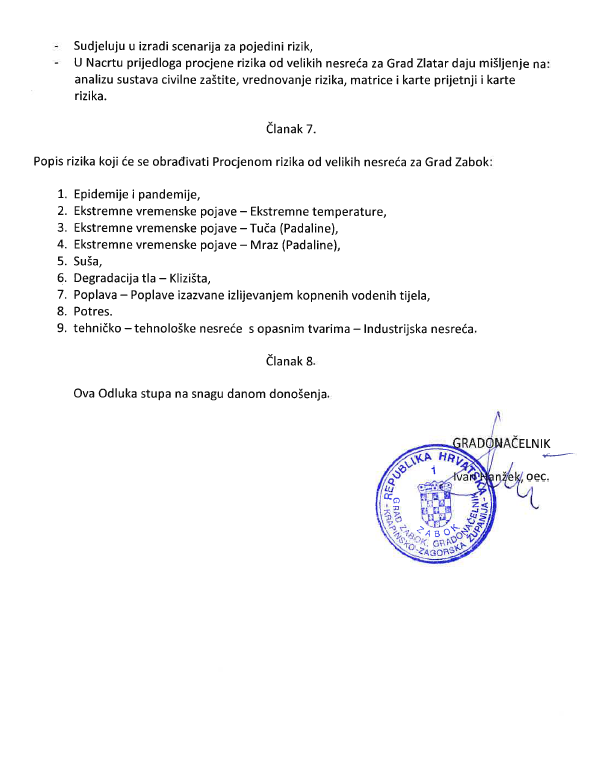 - Sudjeluju u izradi scenarija za pojedini rizik,
- U Nacrtu prijedloga procjene rizika od velikih nesreća za Grad Zlatar daju mišljenje na:
analizu sustava civilne zaštite, vrednovanje rizika, matrice i karte prijetnji i karte
rizika.
Članak 7.
Popis rizika koji će se obrađivati Procjenom rizika od velikih nesreća za Grad Zabok:
1. Epidemije i pandemije,
2. Ekstremne vremenske pojave – Ekstremne temperature,
3. Ekstremne vremenske pojave – Tuča (Padaline),
4. Ekstremne vremenske pojave – Mraz (Padaline),
5. Suša,
6. Degradacija tla – Klizišta,
7. Poplava – Poplave izazvane izlijevanjem kopnenih vodenih tijela,
8. Potres.
9. tehničko – tehnološke nesreće s opasnim tvarima – Industrijska nesreća.
Članak 8.
Ova Odluka stupa na snagu danom donošenja.
GRADONAČELNIK
Ivan Hanžek, oec.
REPUBLIKA HRVATSKA
1
KRAPINSKO-ZAGORSKA ŽUPANIJA
GRAD ZABOK, GRADONAČELNIK
ZABOK